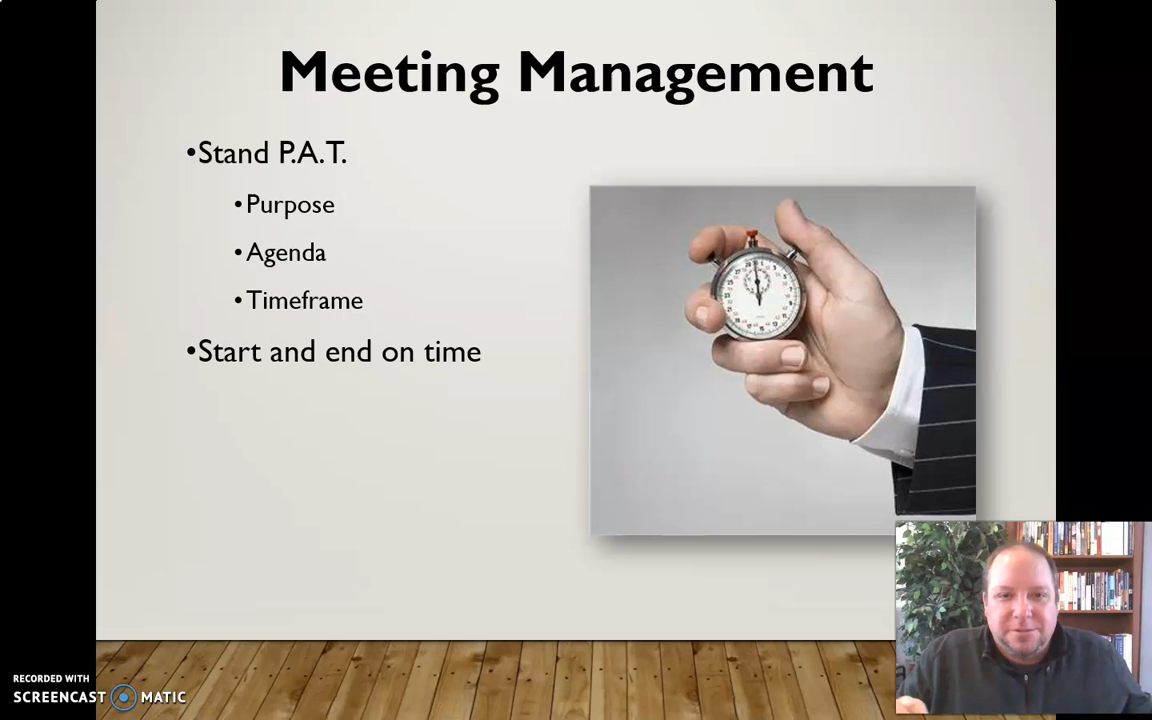 Meeting Management
•Stand P.A.T.
•Purpose
•Agenda
•Timeframe
•Start and end on time
RECORDED WITH
SCREENCAST MATIC